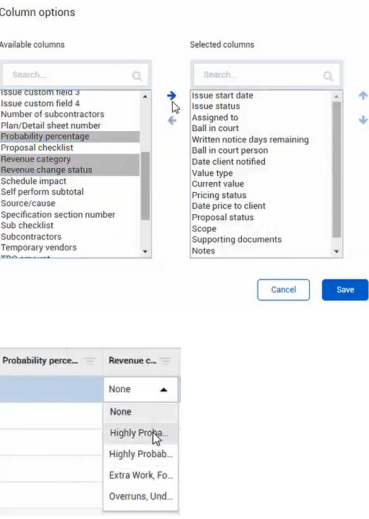 Column options
Available columns
Selected columns
Search...
Search...
Issue custom field 3
Issue custom field 4
Number of subcontractors
Plan/Detail sheet number
Probability percentage
Proposal checklist
Revenue category
Revenue change status
Schedule impact
Self perform subtotal
Source/cause
Specification section number
Sub checklist
Subcontractors
Temporary vendors
Issue start date
Issue status
Assigned to
Ball in court
Written notice days remaining
Ball in court person
Date client notified
Value type
Current value
Pricing status
Date price to client
Proposal status
Scope
Supporting documents
Notes
Cancel
Save
Probability perce...
Revenue c...
None
None
Highly Proba...
Highly Probab...
Extra Work, Fo...
Overruns, Und...